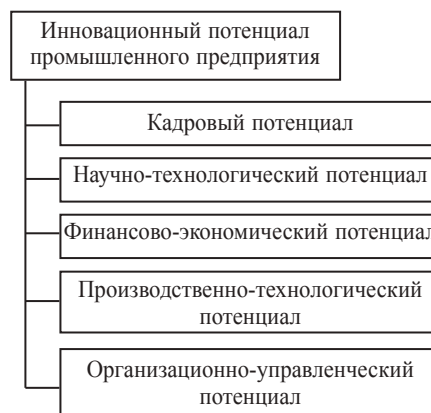 Инновационный потенциал
промышленного предприятия
Кадровый потенциал
Научно-технологический потенциал
Финансово-экономический потенциал
Производственно-технологический
потенциал
Организационно-управленческий
потенциал